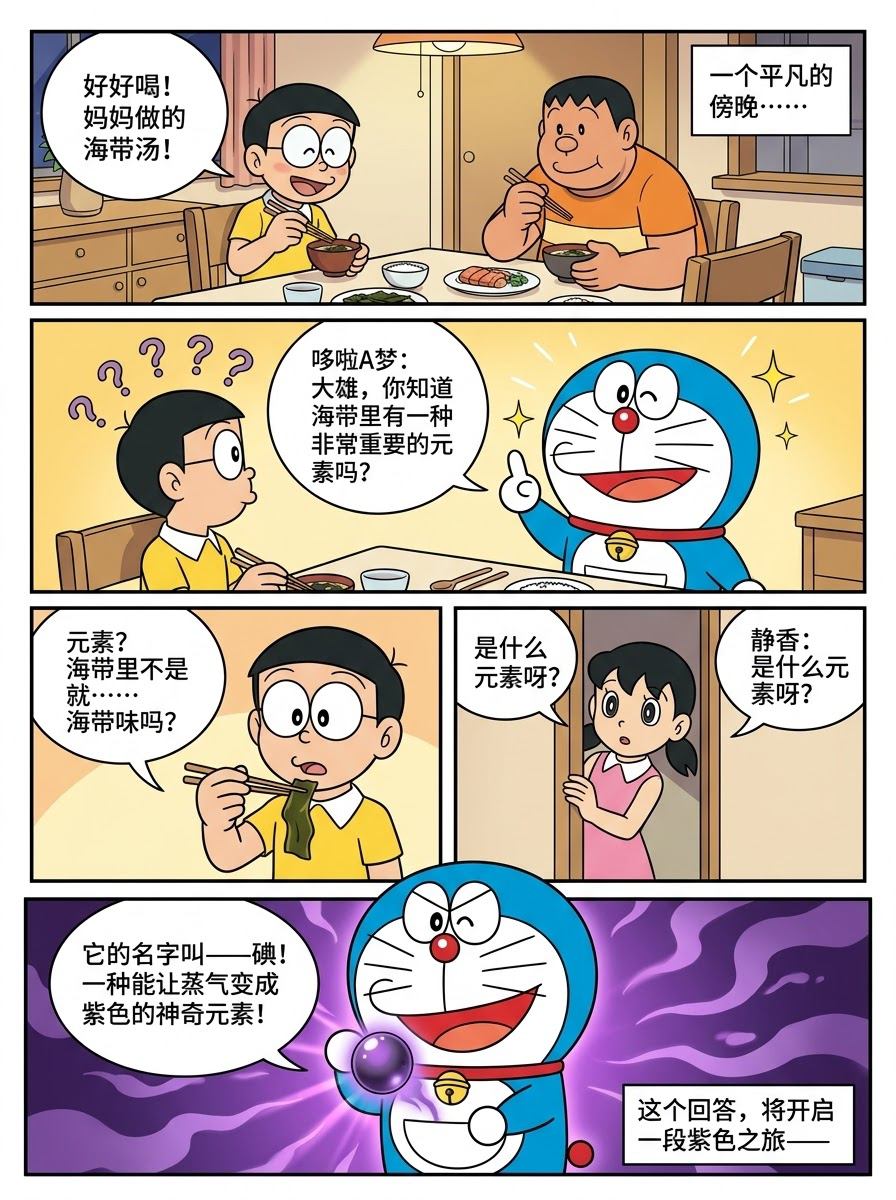 好好喝！
妈妈做的
海带汤！
一个平凡的
傍晚……
哆啦A梦：
大雄，你知道
海带里有一种
非常重要的元
素吗？
元素？
海带里不是
就……
海带味吗？
是什么
元素呀？
静香：
是什么元
素呀？
它的名字叫——碘！
一种能让蒸气变成
紫色的神奇元素！
这个回答，将开启
一段紫色之旅——